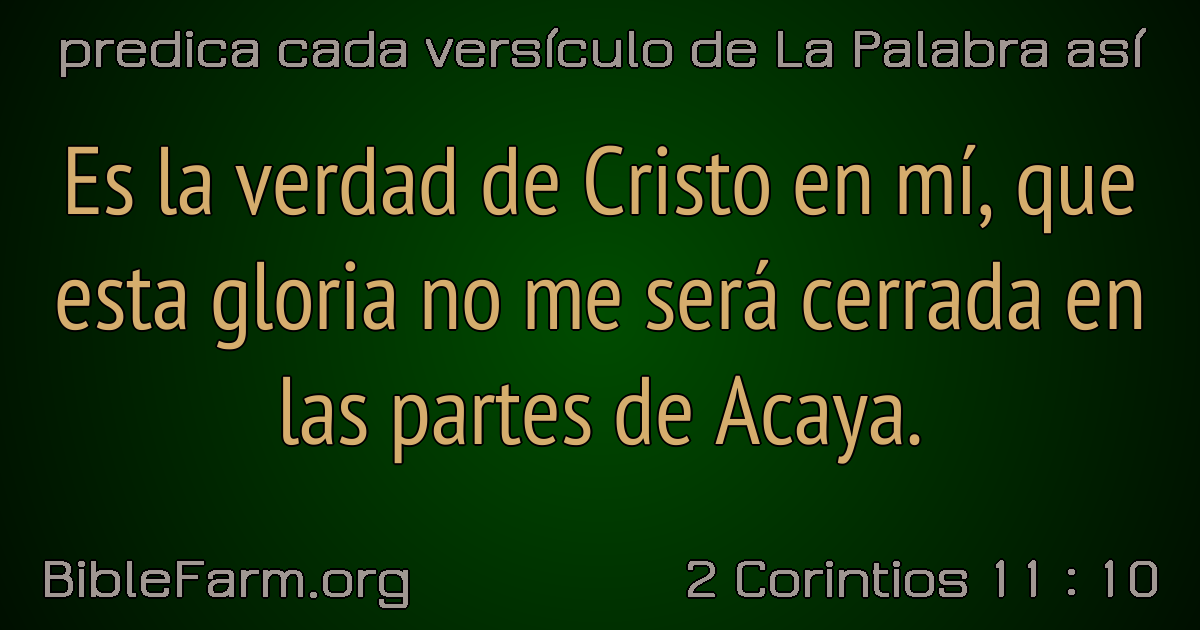 predica cada versículo de La Palabra así
Es la verdad de Cristo en mí, que
esta gloria no me será cerrada en
las partes de Acaya.
BibleFarm.org
2 Corintios 11 : 10